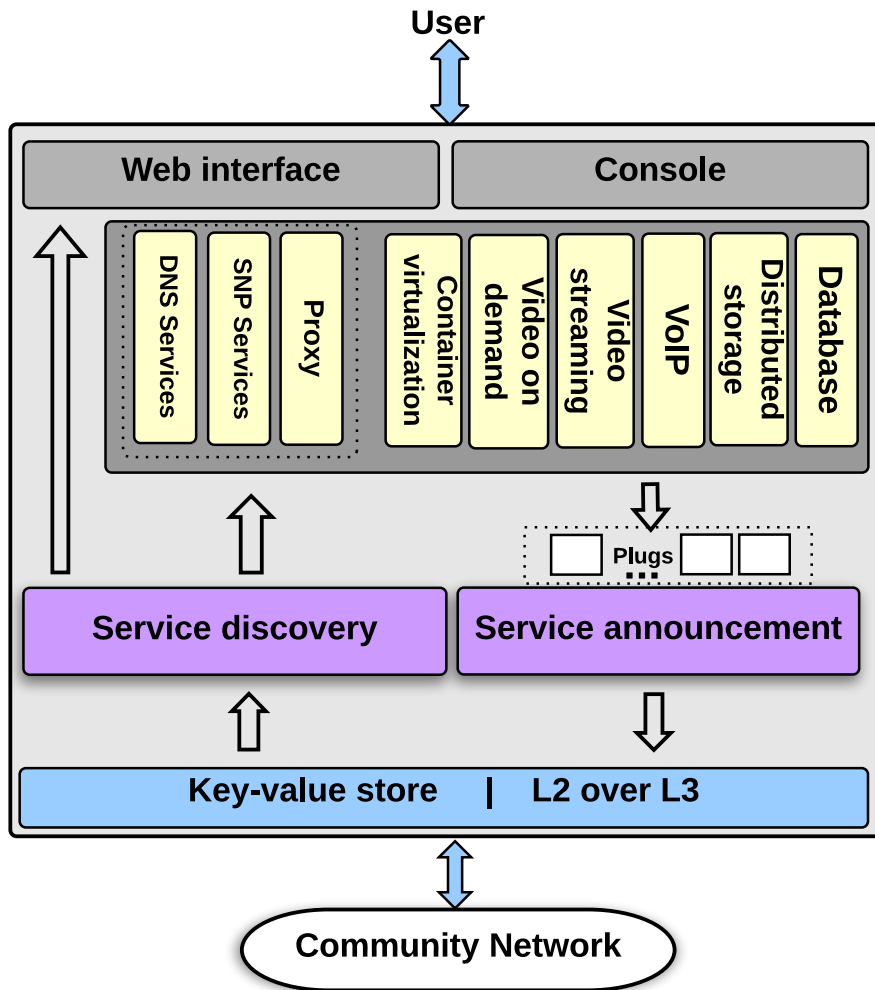 User
Web interface
Console
DNS Services
SNP Services
Proxy
Container
virtualization
Video on
demand
Video
streaming
VoIP
Distributed
storage
Database
Plugs
...
Service discovery
Service announcement
Key-value store | L2 over L3
Community Network